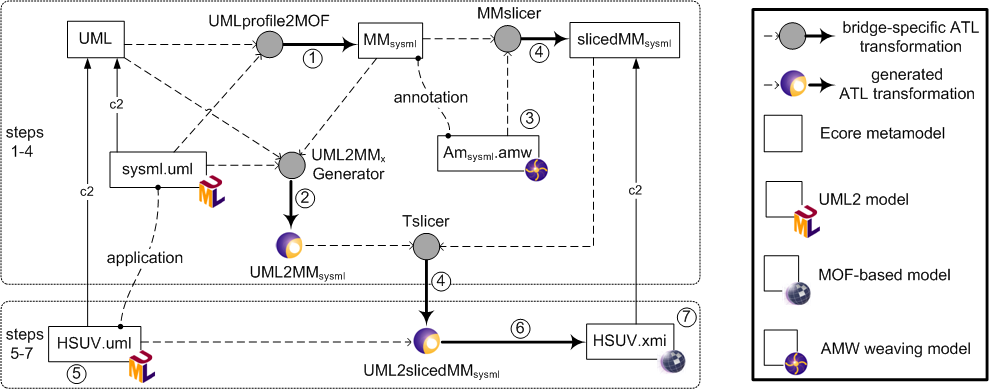 UMLprofile2MOF
MMslicer
UML
1
MMsysml
4
slicedMMsysml
c2
annotation
3
steps
1-4
sysml.uml
UML2MMx
Generator
Amsysml.amw
c2
c2
2
Tslicer
application
UML2MMsysml
4
steps
5-7
HSUV.uml
5
6
7
HSUV.xmi
UML2slicedMMsysml
bridge-specific ATL
transformation
generated
ATL transformation
Ecore metamodel
UML2 model
MOF-based model
AMW weaving model